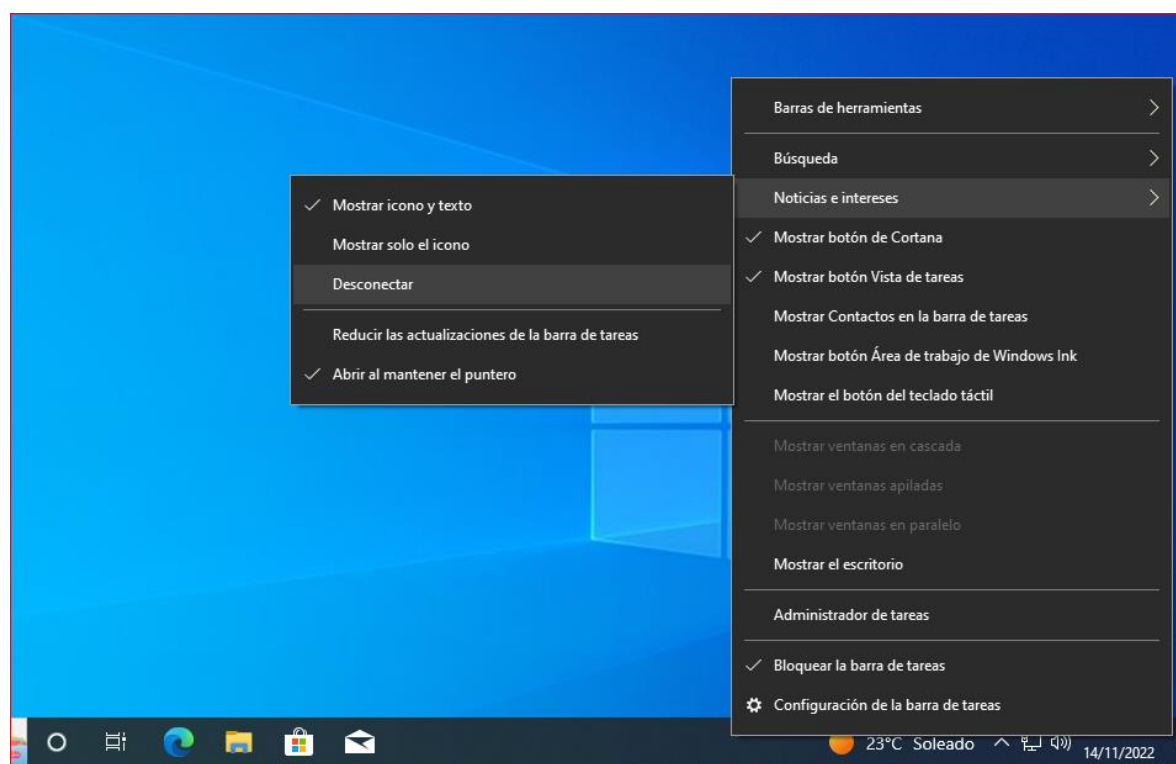 Barras de herramientas
Búsqueda
Noticias e intereses
Mostrar botón de Cortana
Mostrar botón Vista de tareas
Mostrar Contactos en la barra de tareas
Mostrar botón Área de trabajo de Windows Ink
Mostrar el botón del teclado táctil
Mostrar ventanas en cascada
Mostrar ventanas apiladas
Mostrar ventanas en paralelo
Mostrar el escritorio
Administrador de tareas
Bloquear la barra de tareas
Configuración de la barra de tareas
Mostrar icono y texto
Mostrar solo el icono
Desconectar
Reducir las actualizaciones de la barra de tareas
Abrir al mantener el puntero
23°C Soleado
14/11/2022